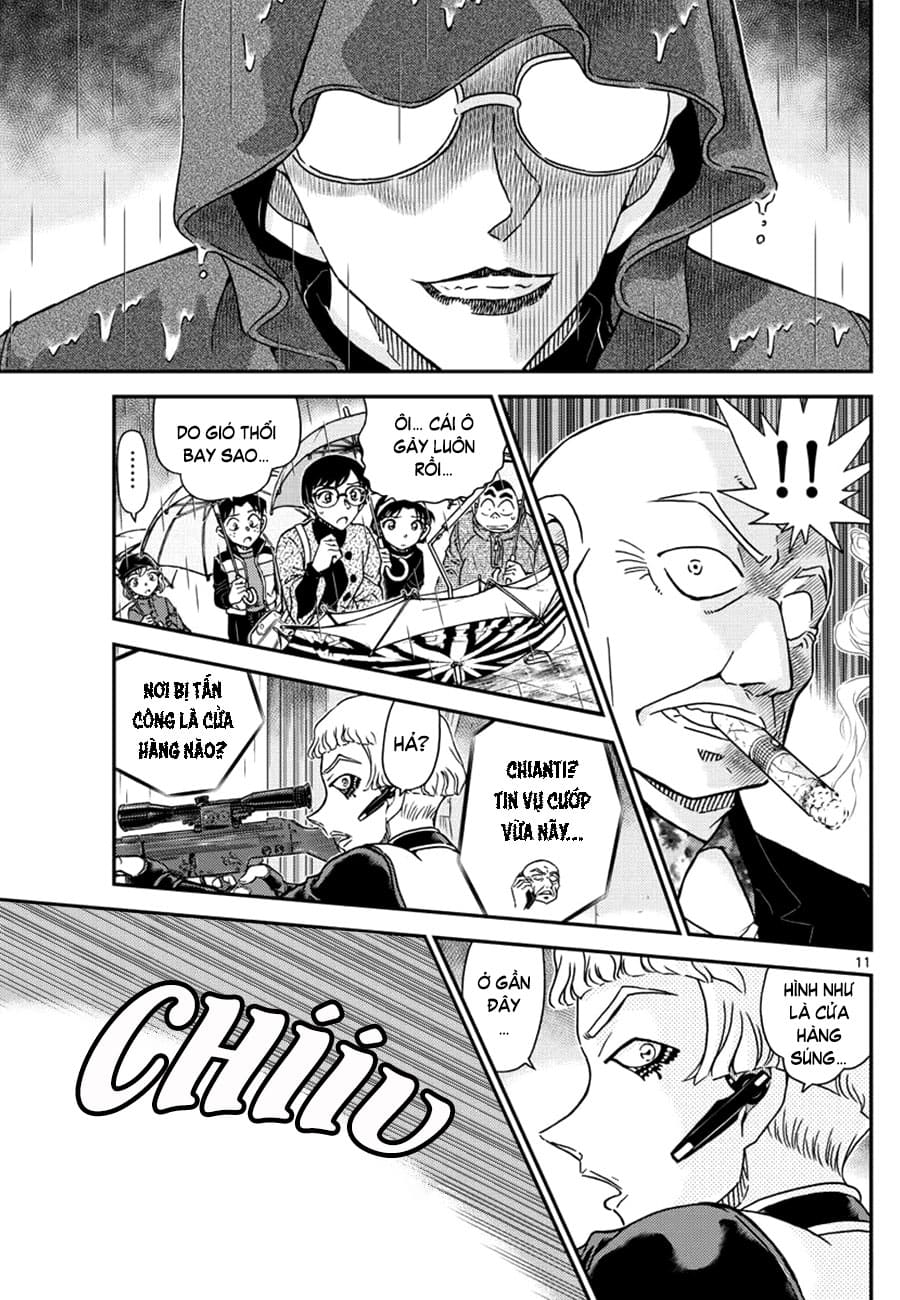 !!
ÔI... CÁI Ô
GÃY LUÔN
RỒI...
DO GIÓ THỔI
BAY SAO...
......
CHIANTI?
TIN VỤ CƯỚP
VỪA NÃY...
HẢ?
NƠI BỊ TẤN
CÔNG LÀ CỬA
HÀNG NÀO?
11
HÌNH NHƯ
LÀ CỬA
HÀNG
SÚNG...
Ở GẦN
ĐÂY
...
CHÍIU